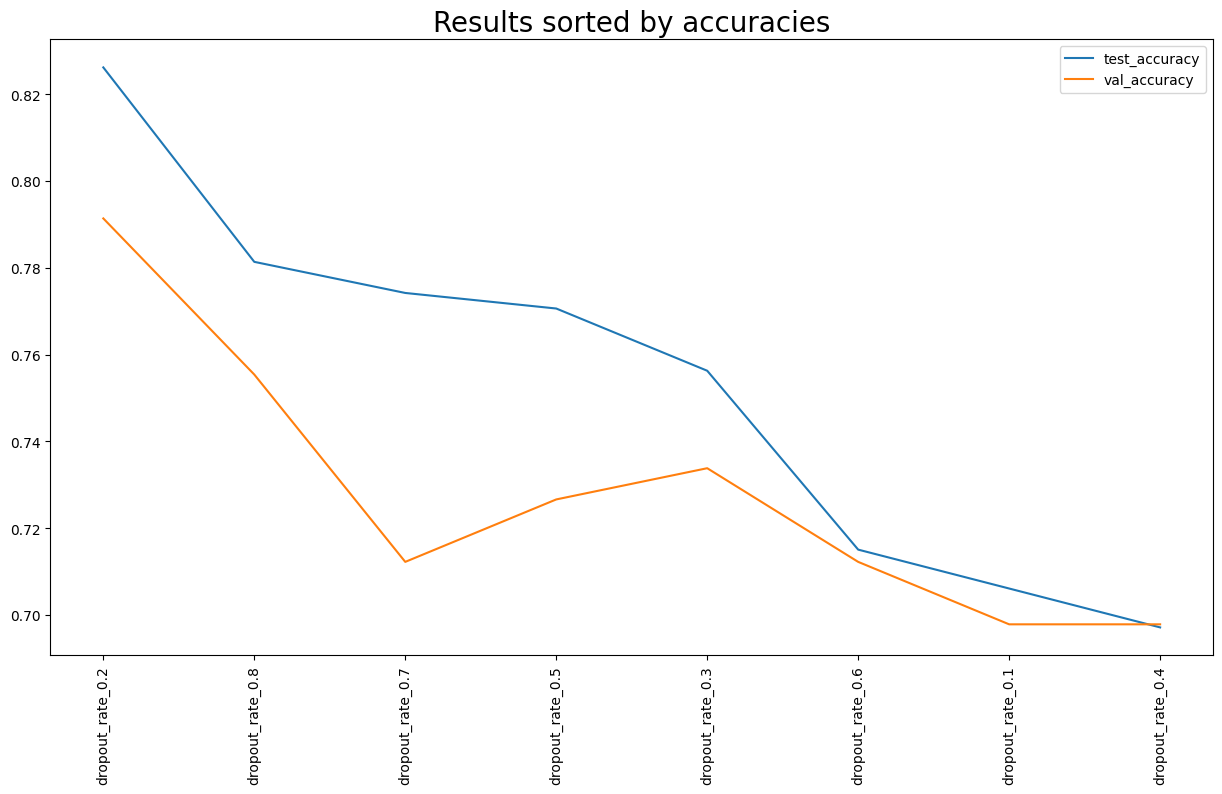 Results sorted by accuracies
test_accuracy
val_accuracy
0.82
0.80
0.78
0.76
0.74
0.72
0.70
dropout_rate_0.2
dropout_rate_0.8
dropout_rate_0.7
dropout_rate_0.5
dropout_rate_0.3
dropout_rate_0.6
dropout_rate_0.1
dropout_rate_0.4